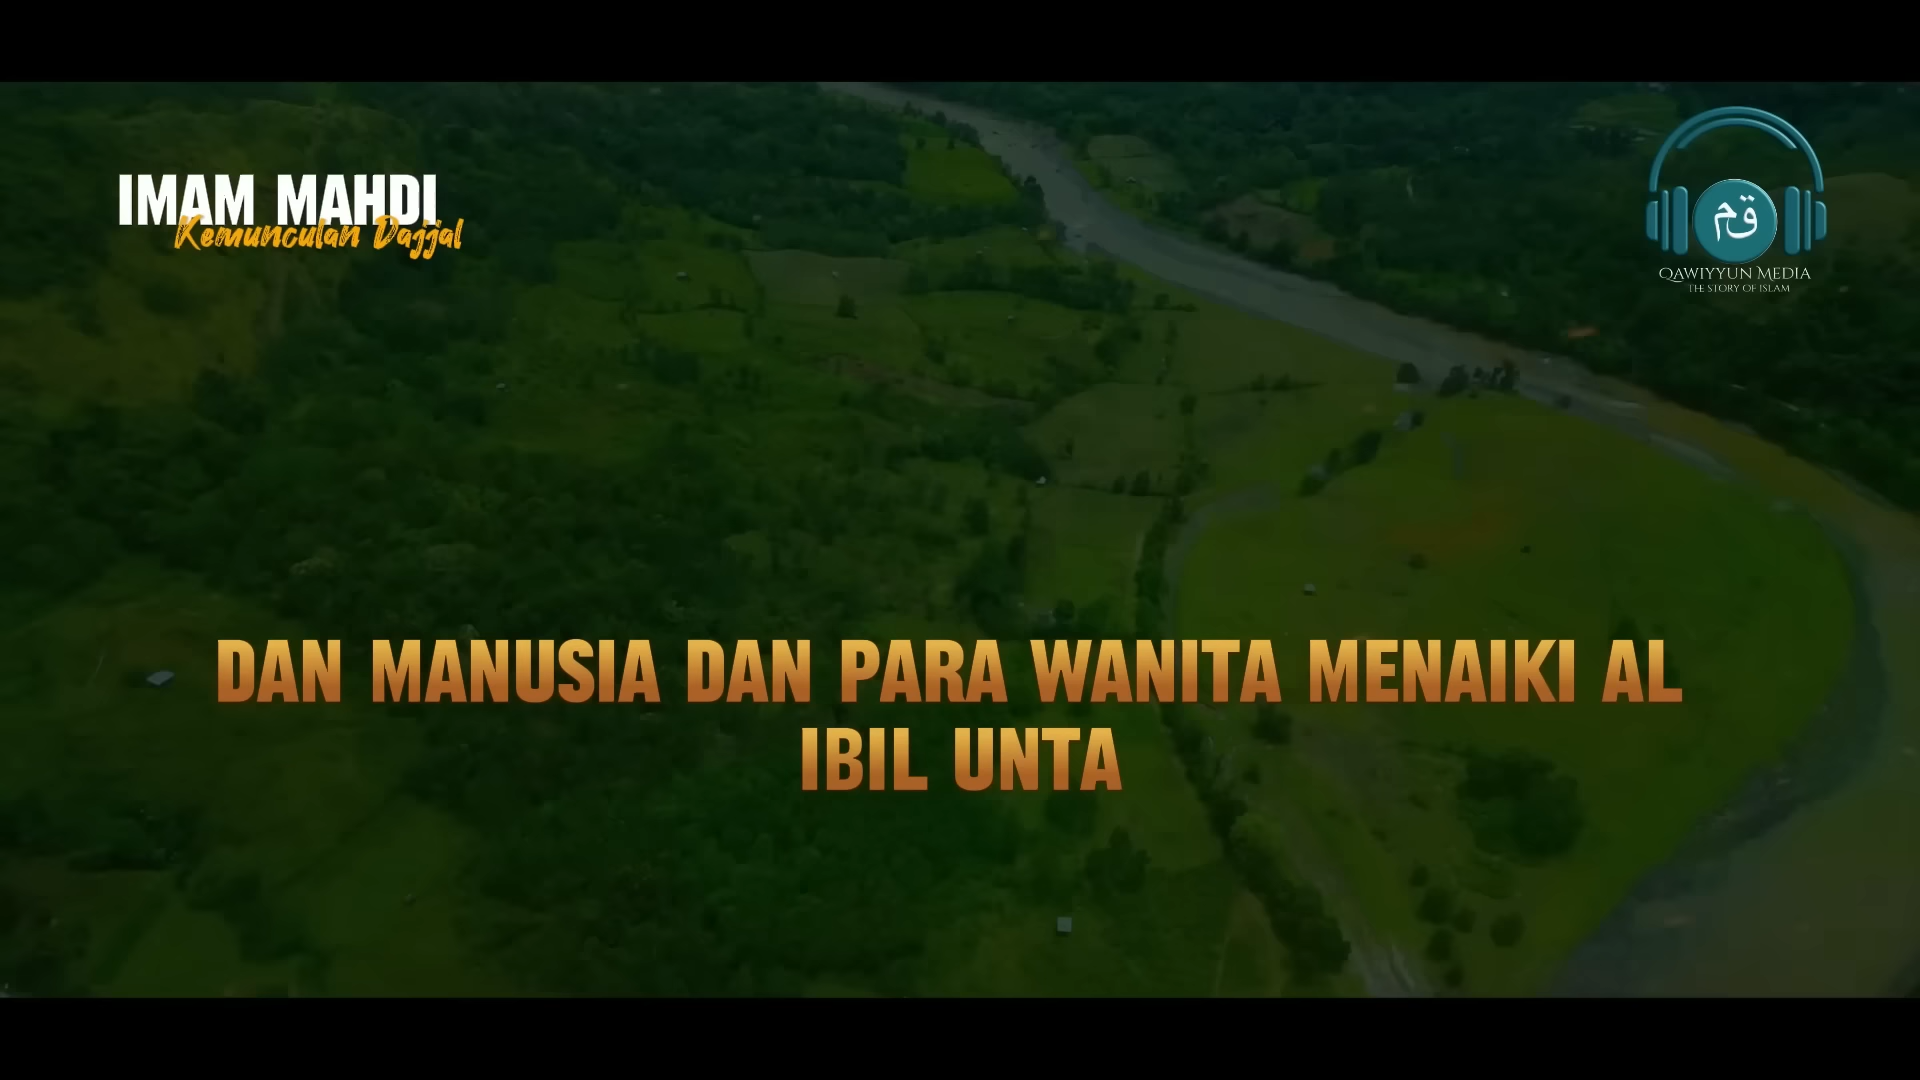 IMAM MAHDI
Kemunculan Dajjal
قم
QAWIYYUN MEDIA
THE STORY OF ISLAM
DAN MANUSIA DAN PARA WANITA MENAIKI AL
IBIL UNTA